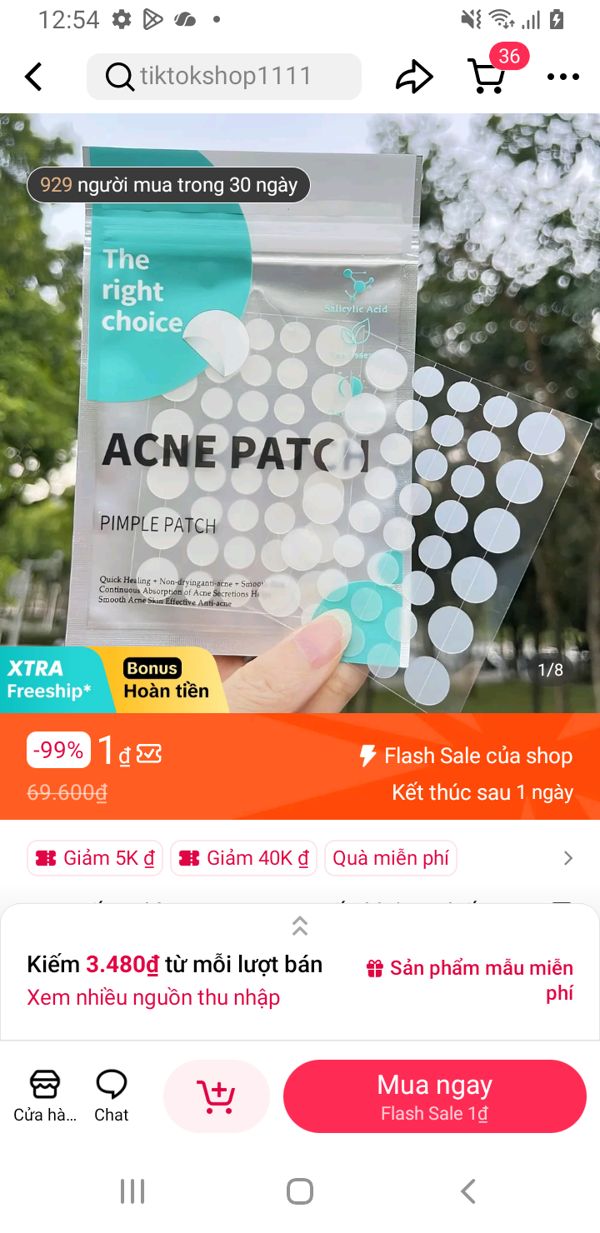 12:54
36
tiktokshop1111
929 người mua trong 30 ngày
The
right
choice
Salicylic Acid
ACNE PATCH
PIMPLE PATCH
Quick Healing + Non-dryinganti-acne + Smoo
Continuous Absorption of Acne Secretions
Smooth Acne Skin Effective Anti-acne
XTRA
Freeship*
Bonus
Hoàn tiền
1/8
-99% 1₫
Flash Sale của shop
69.600₫
Kết thúc sau 1 ngày
Giảm 5K ₫
Giảm 40K ₫
Quà miễn phí
Kiếm 3.480₫ từ mỗi lượt bán
Xem nhiều nguồn thu nhập
Sản phẩm mẫu miễn
phí
Cửa hà...
Chat
Mua ngay
Flash Sale 1₫